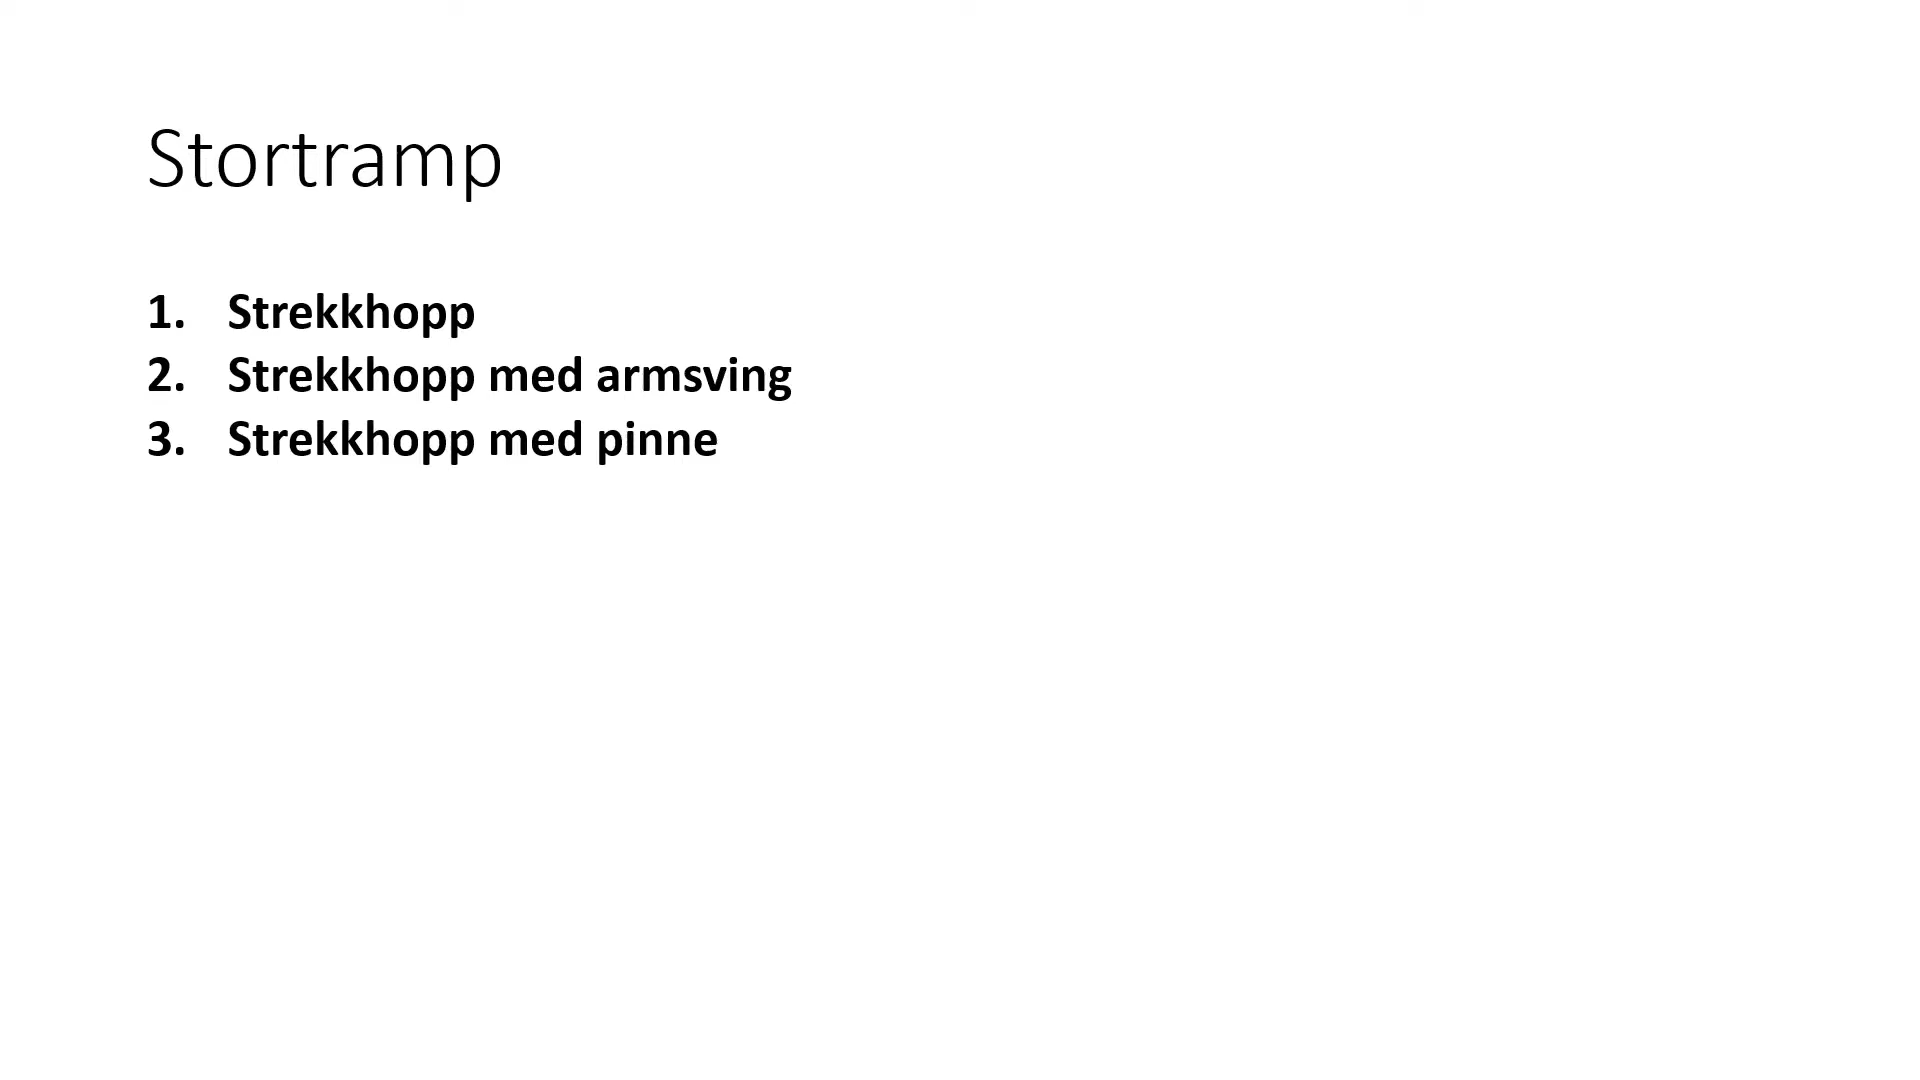 Stortramp
1. Strekkhopp
2. Strekkhopp med armsving
3. Strekkhopp med pinne